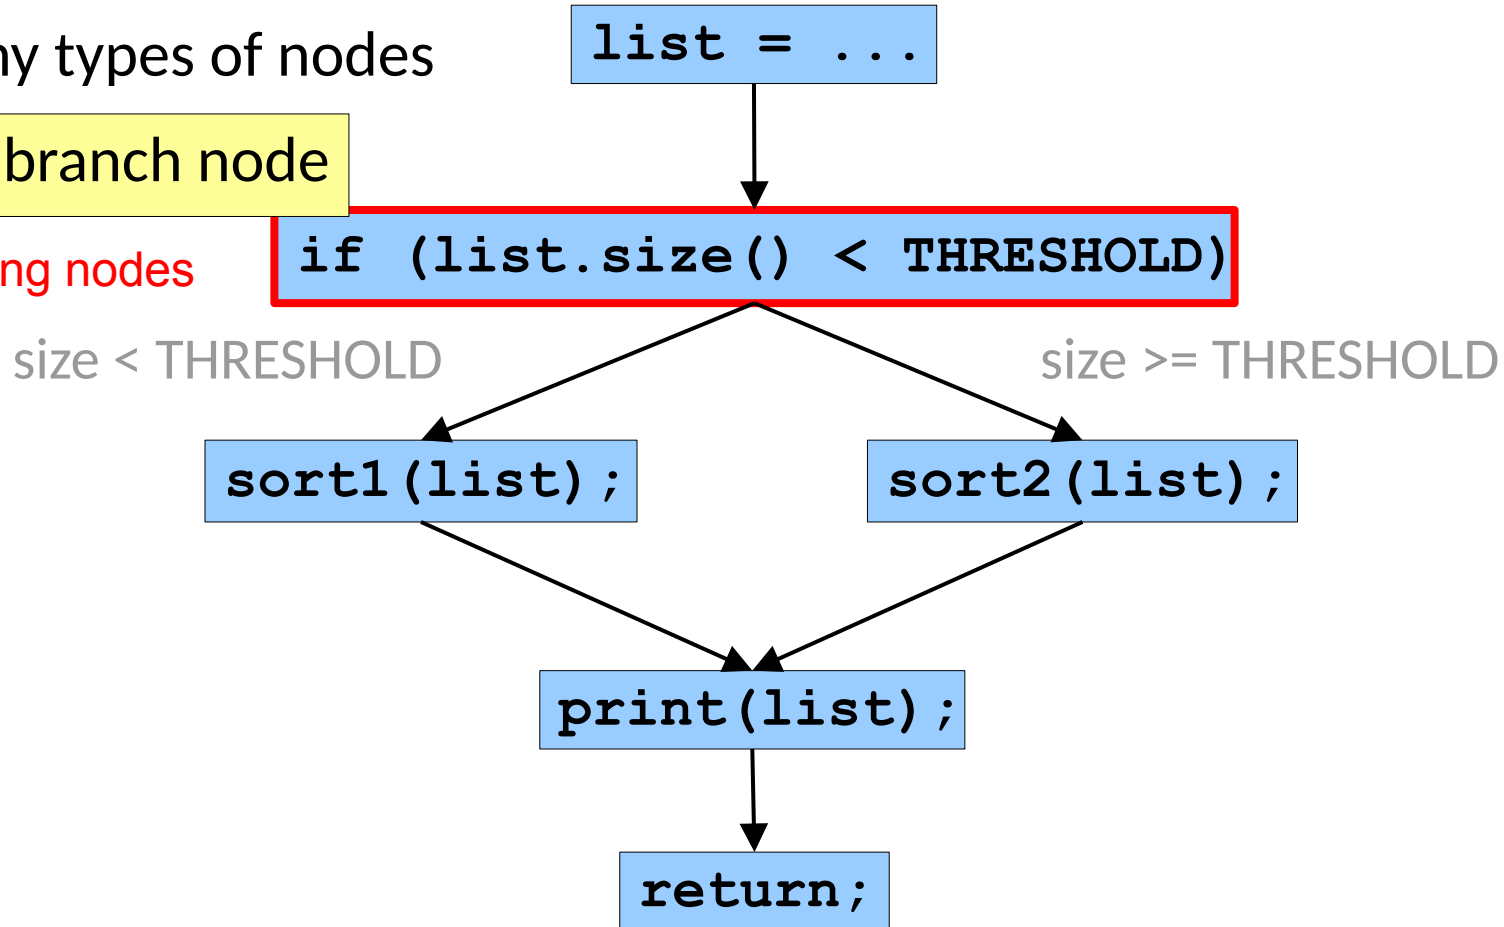 ny types of nodes
list = ...
branch node
if (list.size() < THRESHOLD)
ng nodes
size < THRESHOLD
size >= THRESHOLD
sort1(list);
sort2(list);
print(list);
return;